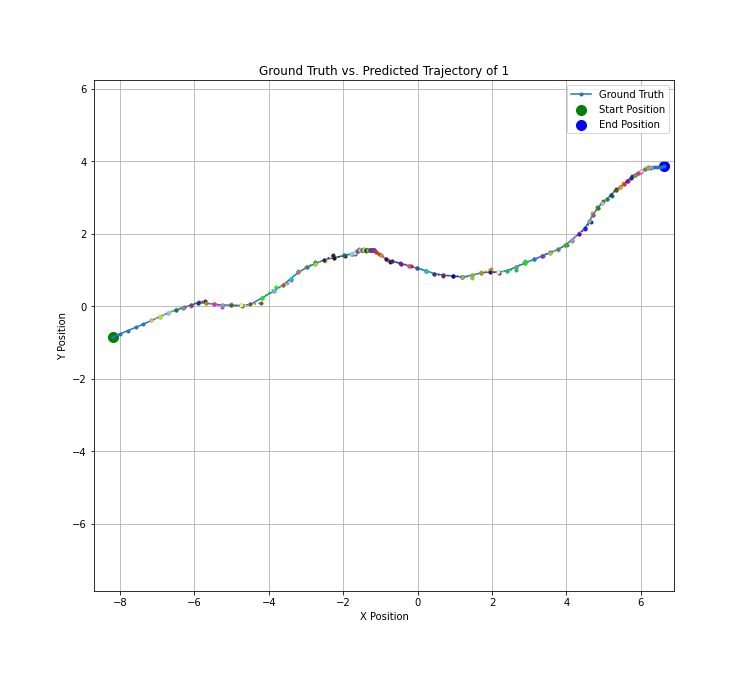 Ground Truth vs. Predicted Trajectory of 1
Ground Truth
Start Position
End Position
6
4
2
0
−2
−4
−6
Y Position
−8 −6 −4 −2 0 2 4 6
X Position